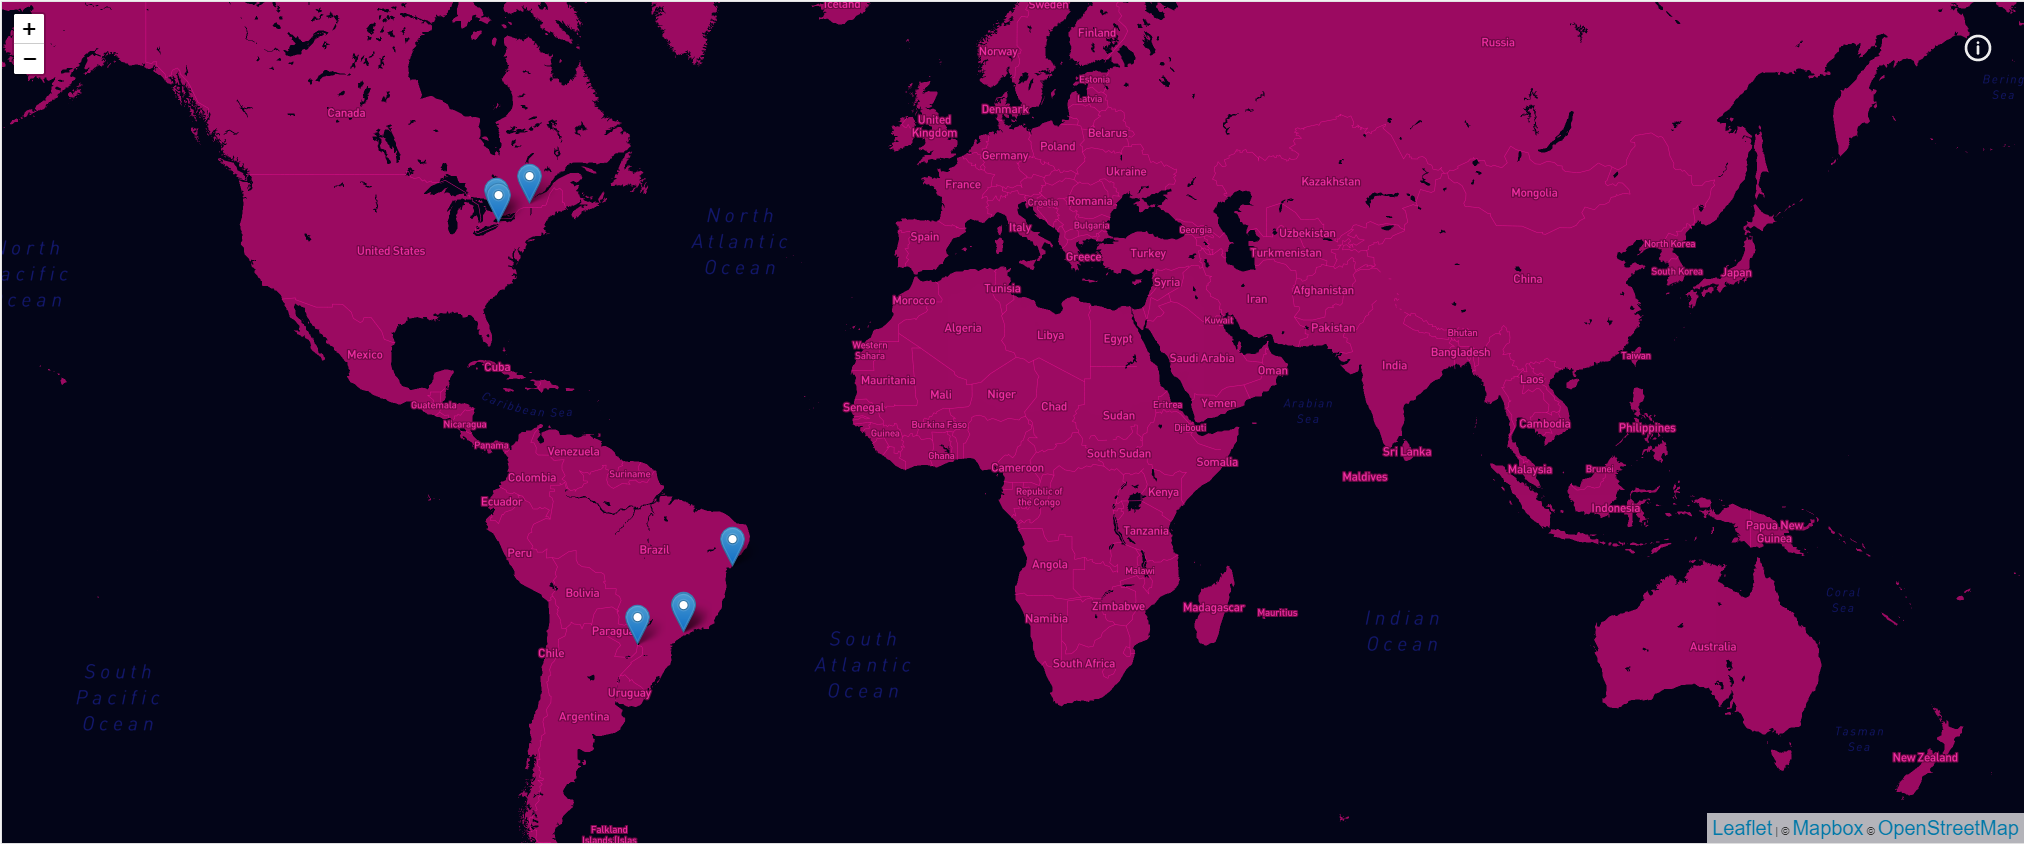 +
−
Iceland
Sweden
Finland
Norway
Russia
Estonia
Latvia
Denmark
Bering
Sea
Canada
United
Kingdom
Belarus
Poland
Germany
Ukraine
France
Kazakhstan
Mongolia
Croatia
Romania
Bulgaria
Italy
Georgia
Spain
Uzbekistan
North Korea
Greece
Turkey
Turkmenistan
South Korea
Japan
China
North
Atlantic
Ocean
orth
acific
cean
United States
Tunisia
Syria
Afghanistan
Iran
Morocco
Algeria
Libya
Egypt
Kuwait
Pakistan
Bhutan
Bangladesh
Taiwan
Western
Sahara
Saudi Arabia
India
Oman
Mexico
Cuba
Mauritania
Mali
Niger
Laos
Senegal
Chad
Sudan
Eritrea
Yemen
Arabian
Sea
Guatemala
Caribbean Sea
Nicaragua
Guinea
Burkina Faso
Djibouti
Cambodia
Philippines
Panama
Venezuela
Ghana
South Sudan
Somalia
Sri Lanka
Maldives
Cameroon
Malaysia
Brunei
Colombia
Suriname
Ecuador
Republic of
the Congo
Kenya
Indonesia
Papua New
Guinea
Tanzania
Peru
Brazil
Angola
Malawi
Bolivia
Zimbabwe
Madagascar
Mauritius
Coral
Sea
Namibia
Indian
Ocean
Paragua
Chile
South
Atlantic
Ocean
South Africa
Australia
South
Pacific
Ocean
Uruguay
Argentina
Tasman
Sea
New Zealand
Falkland
Islands (Islas
Leaflet | © Mapbox © OpenStreetMap